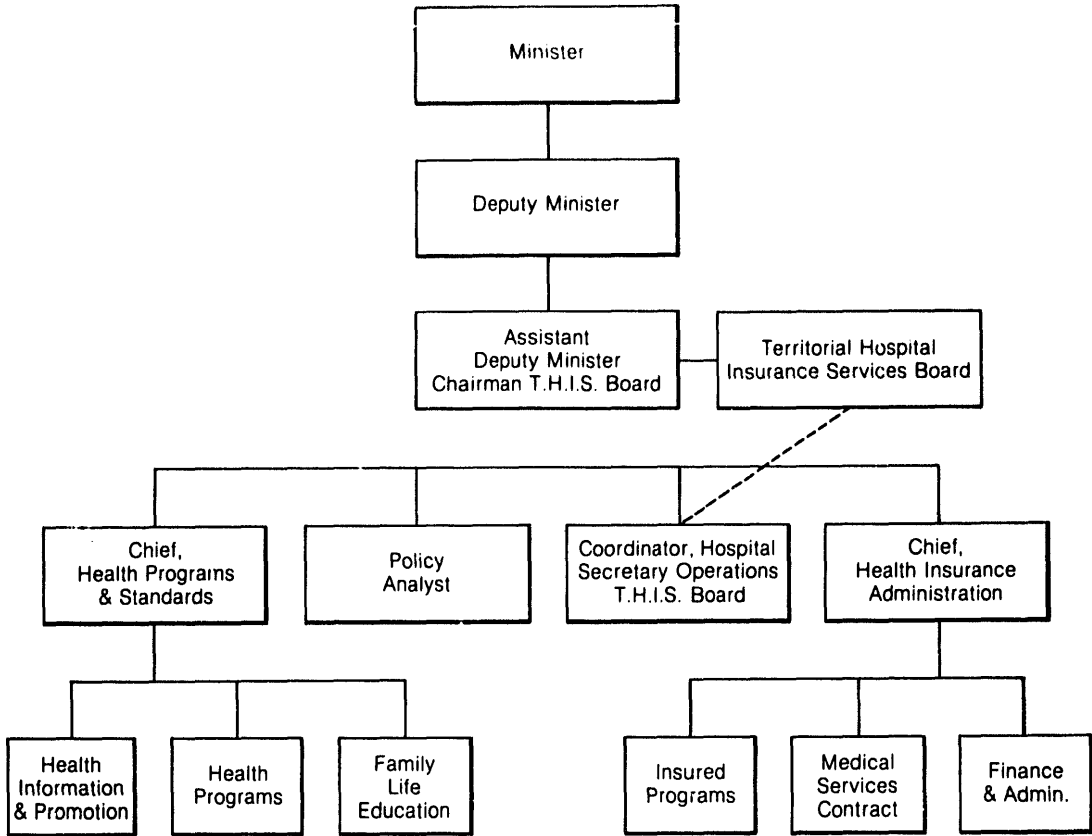 Minister
Deputy Minister
Assistant
Deputy Minister
Chairman T.H.I.S. Board
Territorial Hospital
Insurance Services Board
Chief,
Health Programs
& Standards
Policy
Analyst
Coordinator, Hospital
Secretary Operations
T.H.I.S. Board
Chief,
Health Insurance
Administration
Health
Information
& Promotion
Health
Programs
Family
Life
Education
Insured
Programs
Medical
Services
Contract
Finance
& Admin.